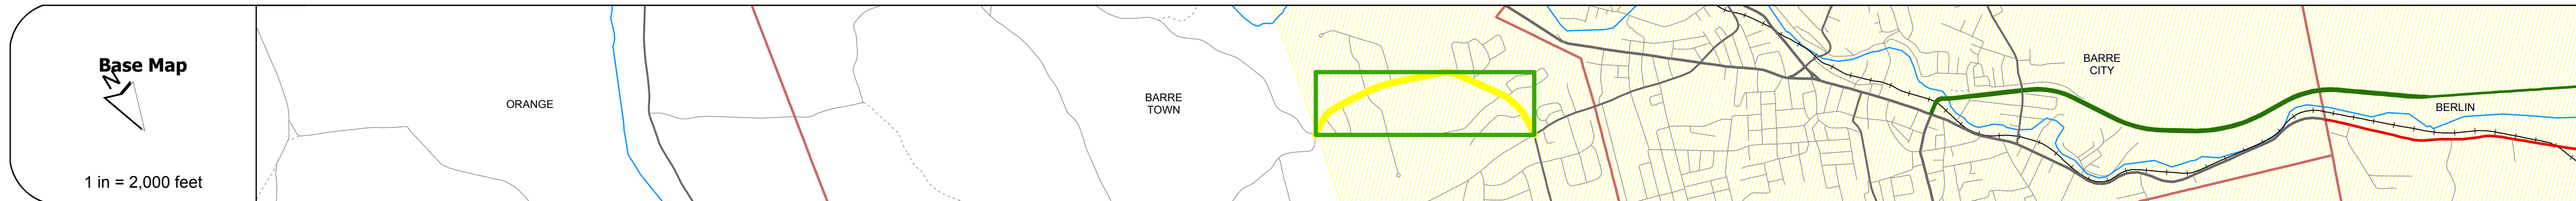 Base Map
N
1 in = 2,000 feet
ORANGE
BARRE
TOWN
BARRE
CITY
BERLIN